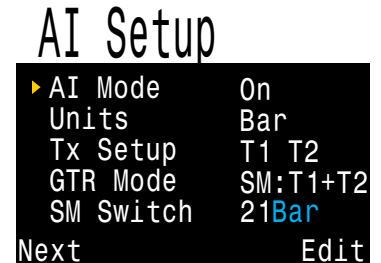 AI Setup
AI Mode On
Units Bar
Tx Setup T1 T2
GTR Mode SM:T1+T2
SM Switch 21Bar
Next Edit